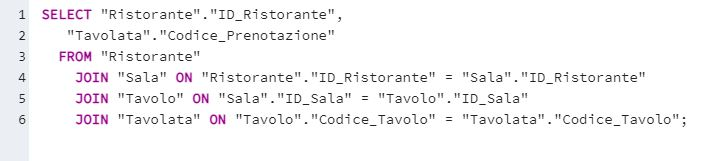 1 SELECT "Ristorante"."ID_Ristorante",
2 "Tavolata"."Codice_Prenotazione"
3 FROM "Ristorante"
4 JOIN "Sala" ON "Ristorante"."ID_Ristorante" = "Sala"."ID_Ristorante"
5 JOIN "Tavolo" ON "Sala"."ID_Sala" = "Tavolo"."ID_Sala"
6 JOIN "Tavolata" ON "Tavolo"."Codice_Tavolo" = "Tavolata"."Codice_Tavolo";